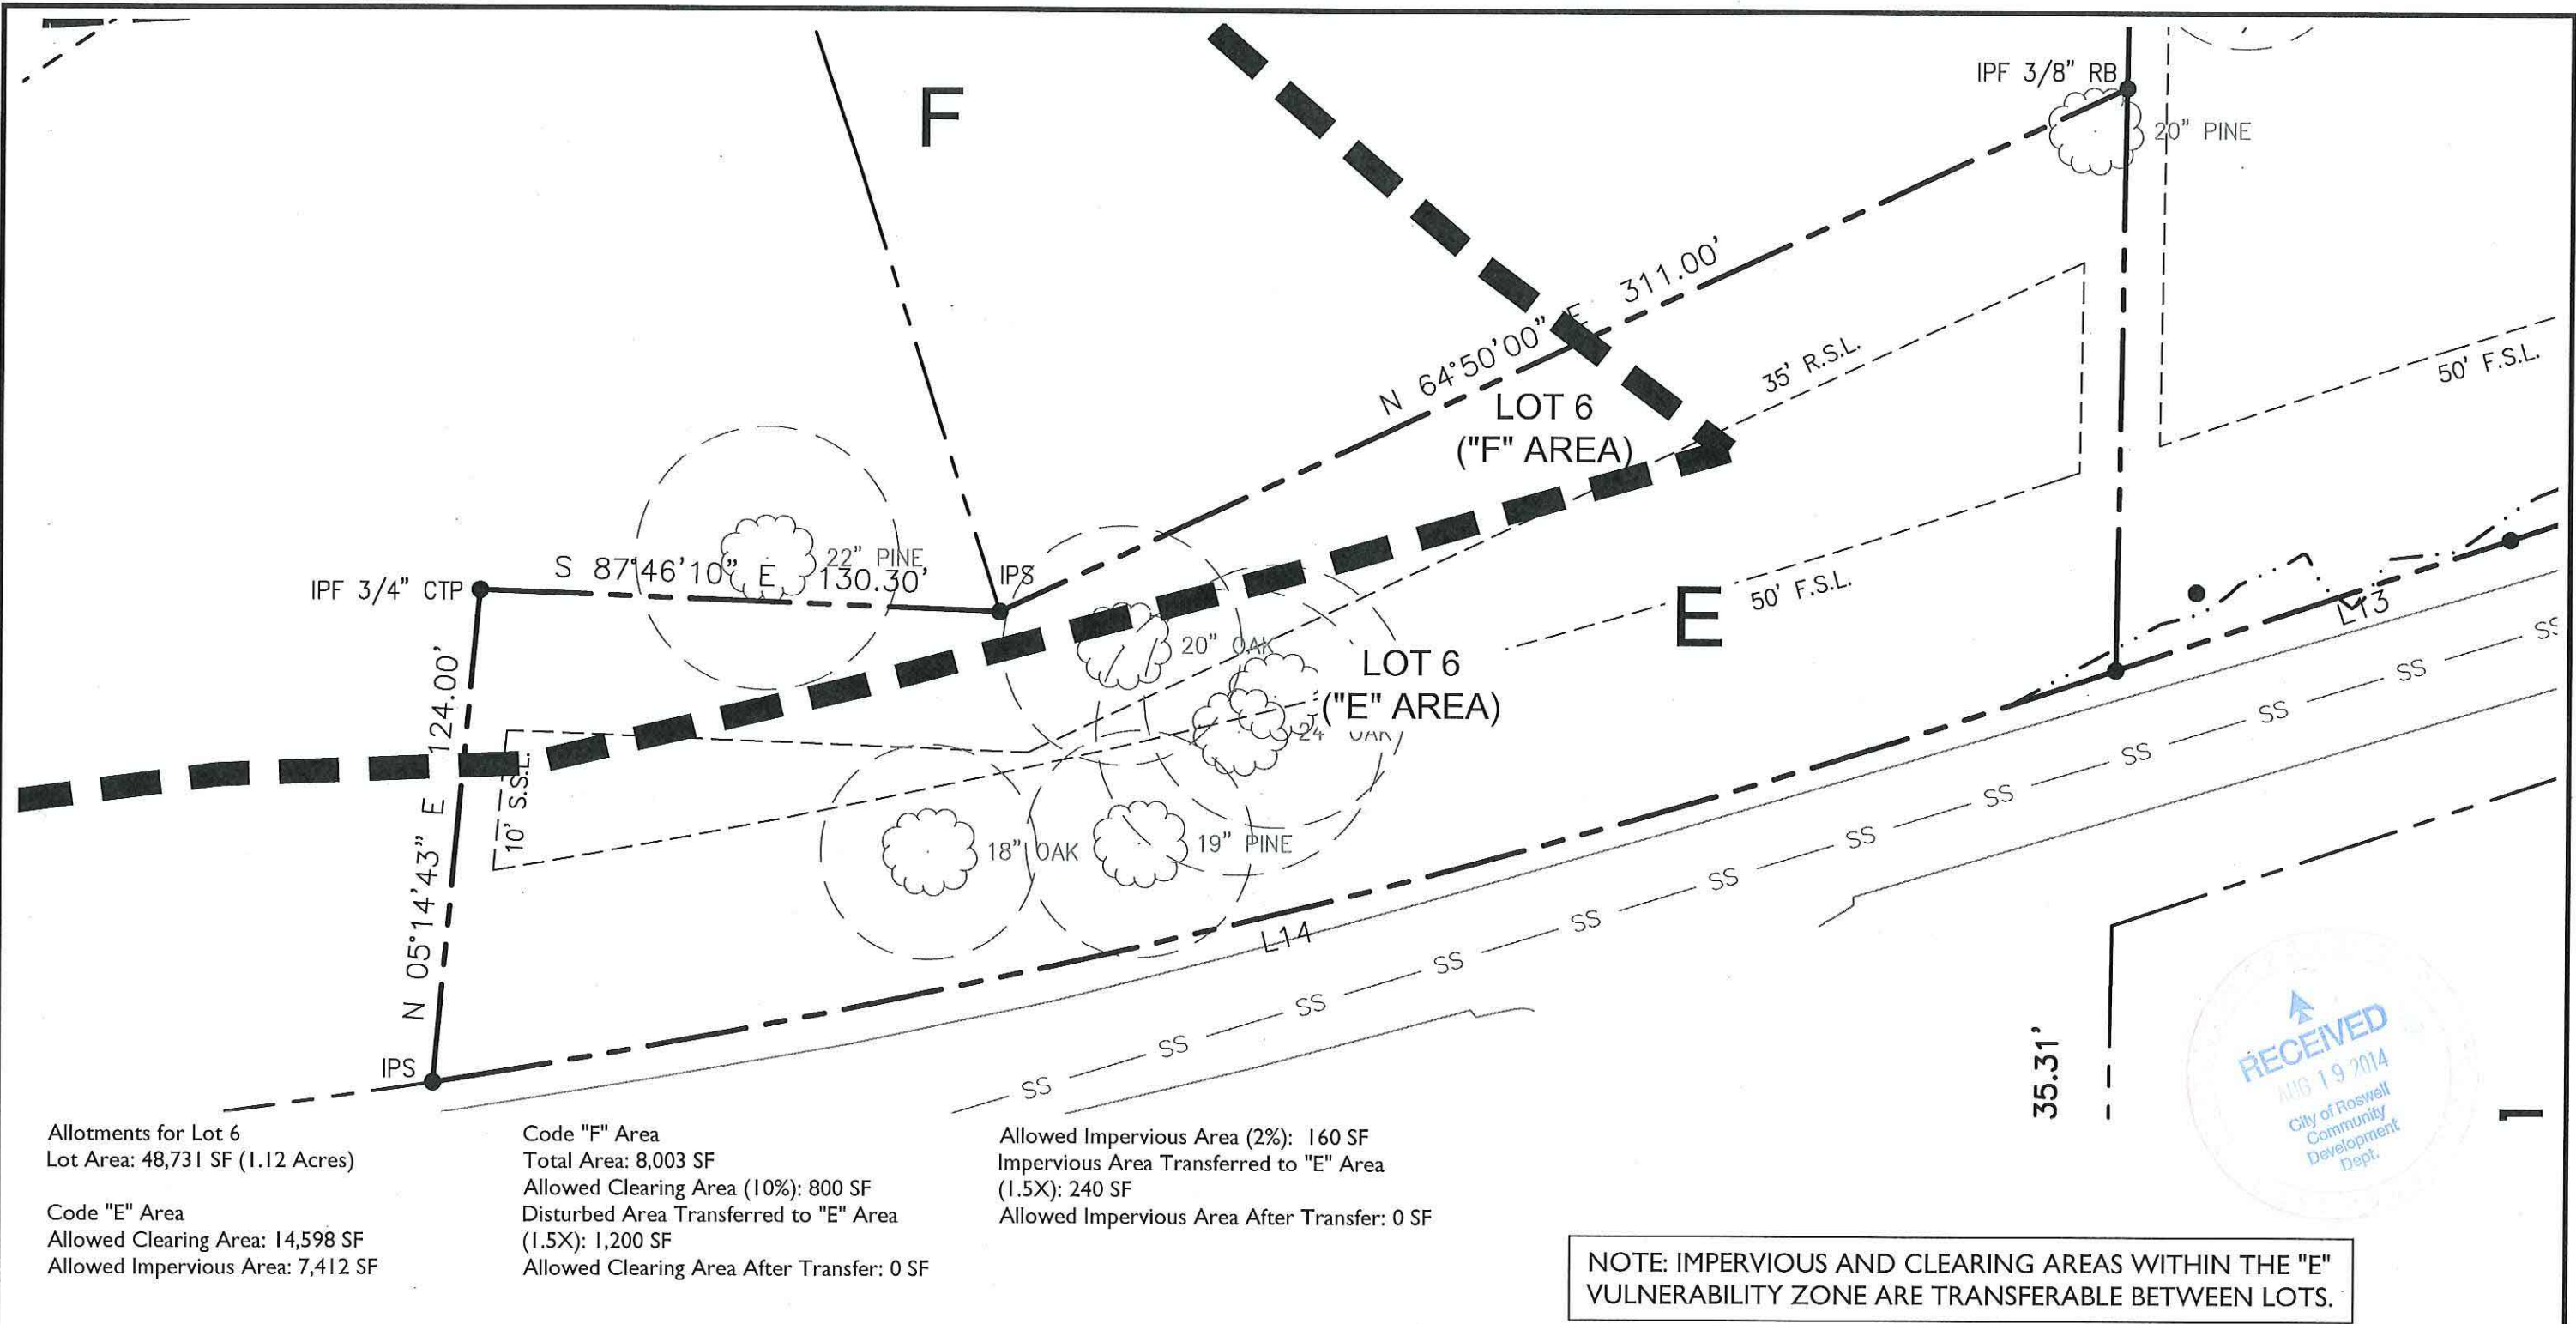 F
IPF 3/8" RB
20" PINE
N 64°50'00" E 311.00'
35' R.S.L.
50' F.S.L.
LOT 6
("F" AREA)
22" PINE
S 87°46'10" E 130.30'
IPF 3/4" CTP
IPS
20" OAK
E
50' F.S.L.
LOT 6
("E" AREA)
24" OAK
L13
N 05°14'43" E 124.00'
10' S.S.L.
18" OAK
19" PINE
L14
IPS
SS
SS
SS
SS
SS
SS
SS
SS
SS
SS
SS
SS
35.31'
RECEIVED
AUG 19 2014
City of Roswell
Community
Development
Dept.
Allotments for Lot 6
Lot Area: 48,731 SF (1.12 Acres)
Code "E" Area
Allowed Clearing Area: 14,598 SF
Allowed Impervious Area: 7,412 SF
Code "F" Area
Total Area: 8,003 SF
Allowed Clearing Area (10%): 800 SF
Disturbed Area Transferred to "E" Area
(1.5X): 1,200 SF
Allowed Clearing Area After Transfer: 0 SF
Allowed Impervious Area (2%): 160 SF
Impervious Area Transferred to "E" Area
(1.5X): 240 SF
Allowed Impervious Area After Transfer: 0 SF
NOTE: IMPERVIOUS AND CLEARING AREAS WITHIN THE "E"
VULNERABILITY ZONE ARE TRANSFERABLE BETWEEN LOTS.